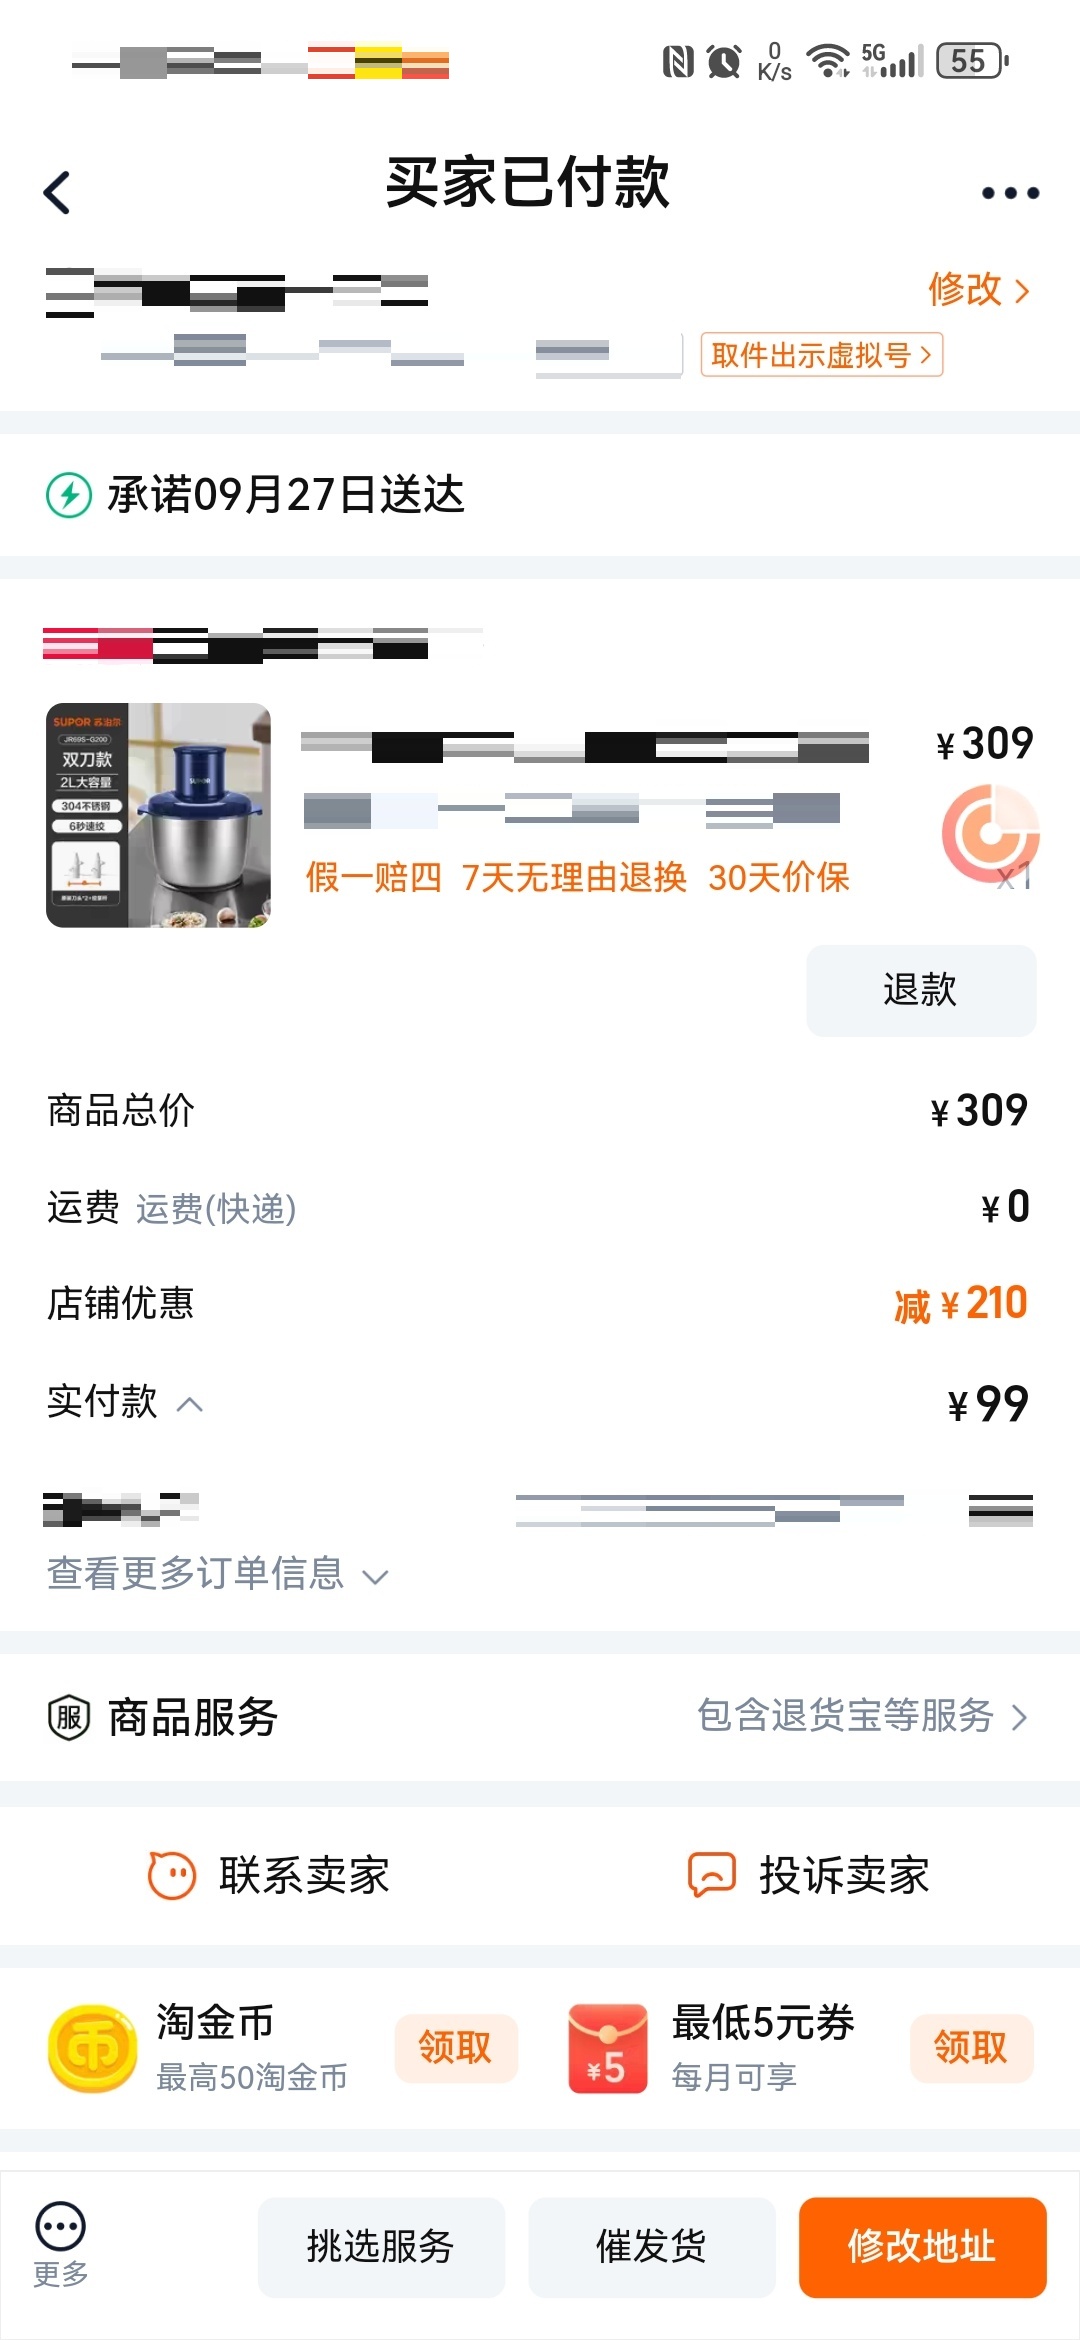 0
K/s
5G
55
买家已付款
修改
取件出示虚拟号
承诺09月27日送达
SUPOR 苏泊尔
JR69S-G200
双刀款
2L大容量
304不锈钢
6秒速绞
¥309
假一赔四 7天无理由退换 30天价保
x1
退款
商品总价 ¥309
运费 运费(快递) ¥0
店铺优惠 减¥210
实付款 ¥99
查看更多订单信息
服 商品服务 包含退货宝等服务
联系卖家 投诉卖家
币 淘金币 领取
最高50淘金币
¥5 最低5元券 领取
每月可享
更多 挑选服务 催发货 修改地址